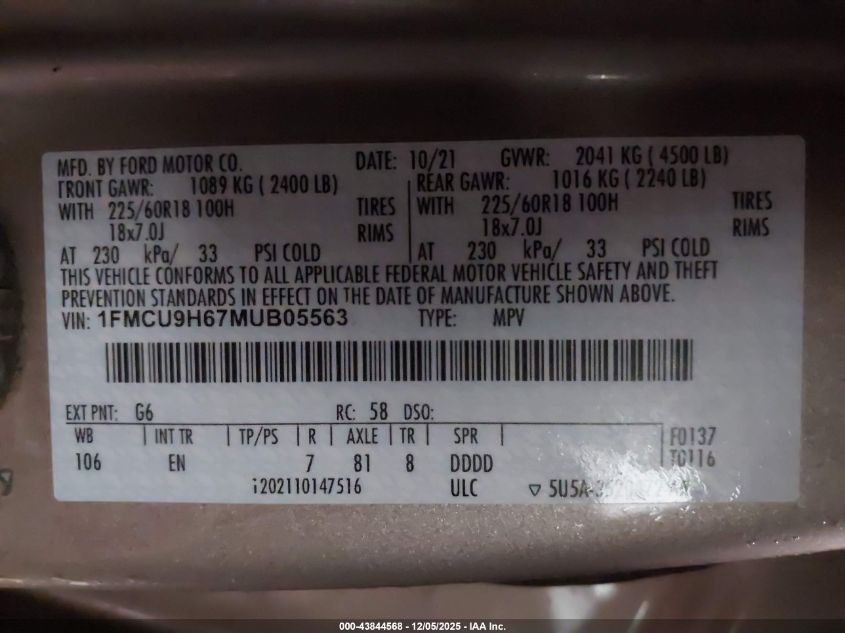 MFD. BY FORD MOTOR CO. DATE: 10/21 GVWR: 2041 KG ( 4500 LB)
FRONT GAWR: 1089 KG ( 2400 LB) REAR GAWR: 1016 KG ( 2240 LB)
WITH 225/60R18 100H TIRES WITH 225/60R18 100H TIRES
18x7.0J RIMS 18x7.0J RIMS
AT 230 kPa/ 33 PSI COLD AT 230 kPa/ 33 PSI COLD
THIS VEHICLE CONFORMS TO ALL APPLICABLE FEDERAL MOTOR VEHICLE SAFETY AND THEFT
PREVENTION STANDARDS IN EFFECT ON THE DATE OF MANUFACTURE SHOWN ABOVE.
VIN: 1FMCU9H67MUB05563 TYPE: MPV
EXT PNT: G6 RC: 58 DSO:
WB INT TR TP/PS R AXLE TR SPR F0137
106 EN 7 81 8 DDDD T0116
i202110147516 ULC ▽ 5U5A-
000-43844568 - 12/05/2025 - IAA Inc.